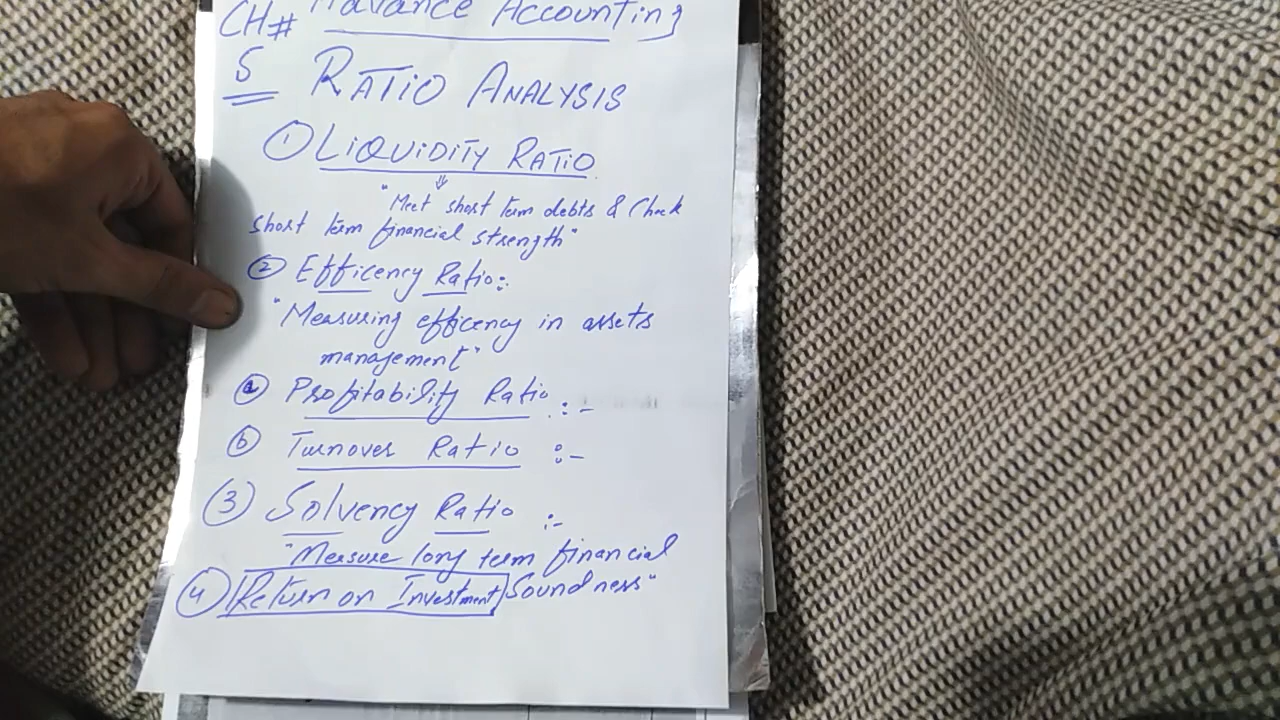 CH# Advance Accounting
5 RATIO ANALYSIS
① LIQUIDITY RATIO
"Meet short term debts & Check
short term financial strength"
② Efficency Ratio:.
"Measuring efficency in assets
management"
ⓐ Profitability Ratio :-
ⓑ Turnover Ratio :-
③ Solvency Ratio :-
"Measure long term financial
④ Return on Investment Soundness"